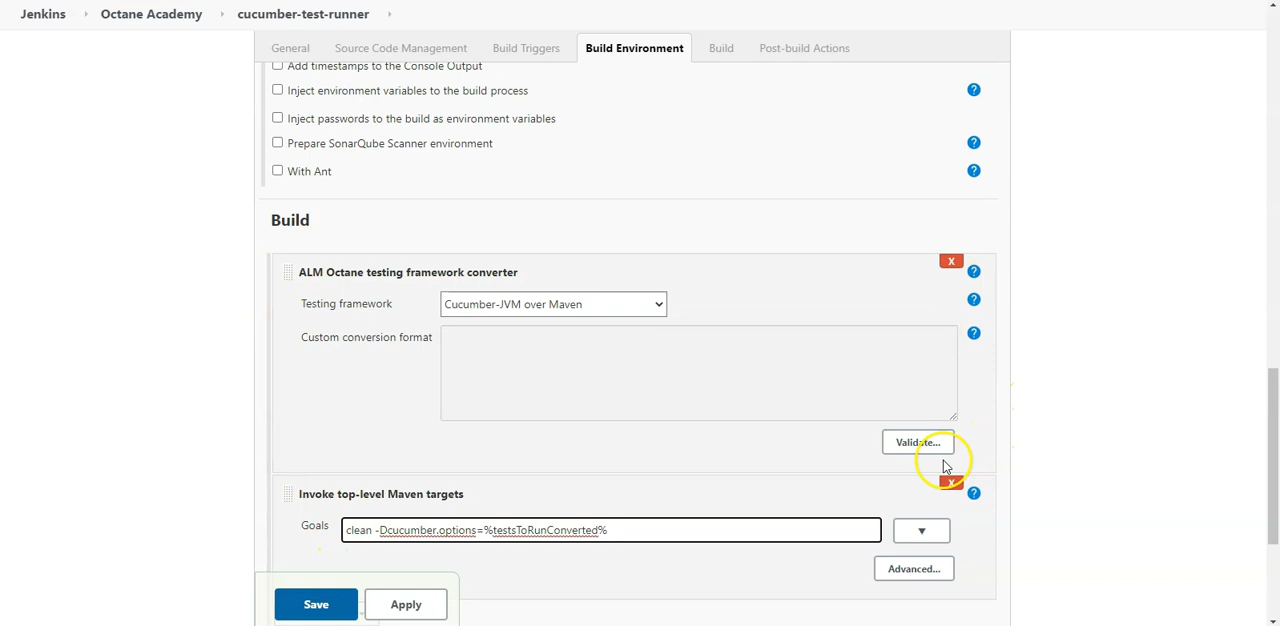 Jenkins Octane Academy cucumber-test-runner
General Source Code Management Build Triggers Build Environment Build Post-build Actions
Add timestamps to the Console Output
Inject environment variables to the build process ?
Inject passwords to the build as environment variables
Prepare SonarQube Scanner environment ?
With Ant ?
Build
X
ALM Octane testing framework converter ?
Testing framework Cucumber-JVM over Maven ?
Custom conversion format ?
Validate...
X
Invoke top-level Maven targets ?
Goals clean -Dcucumber.options=%testsToRunConverted% ▼
Advanced...
Save Apply